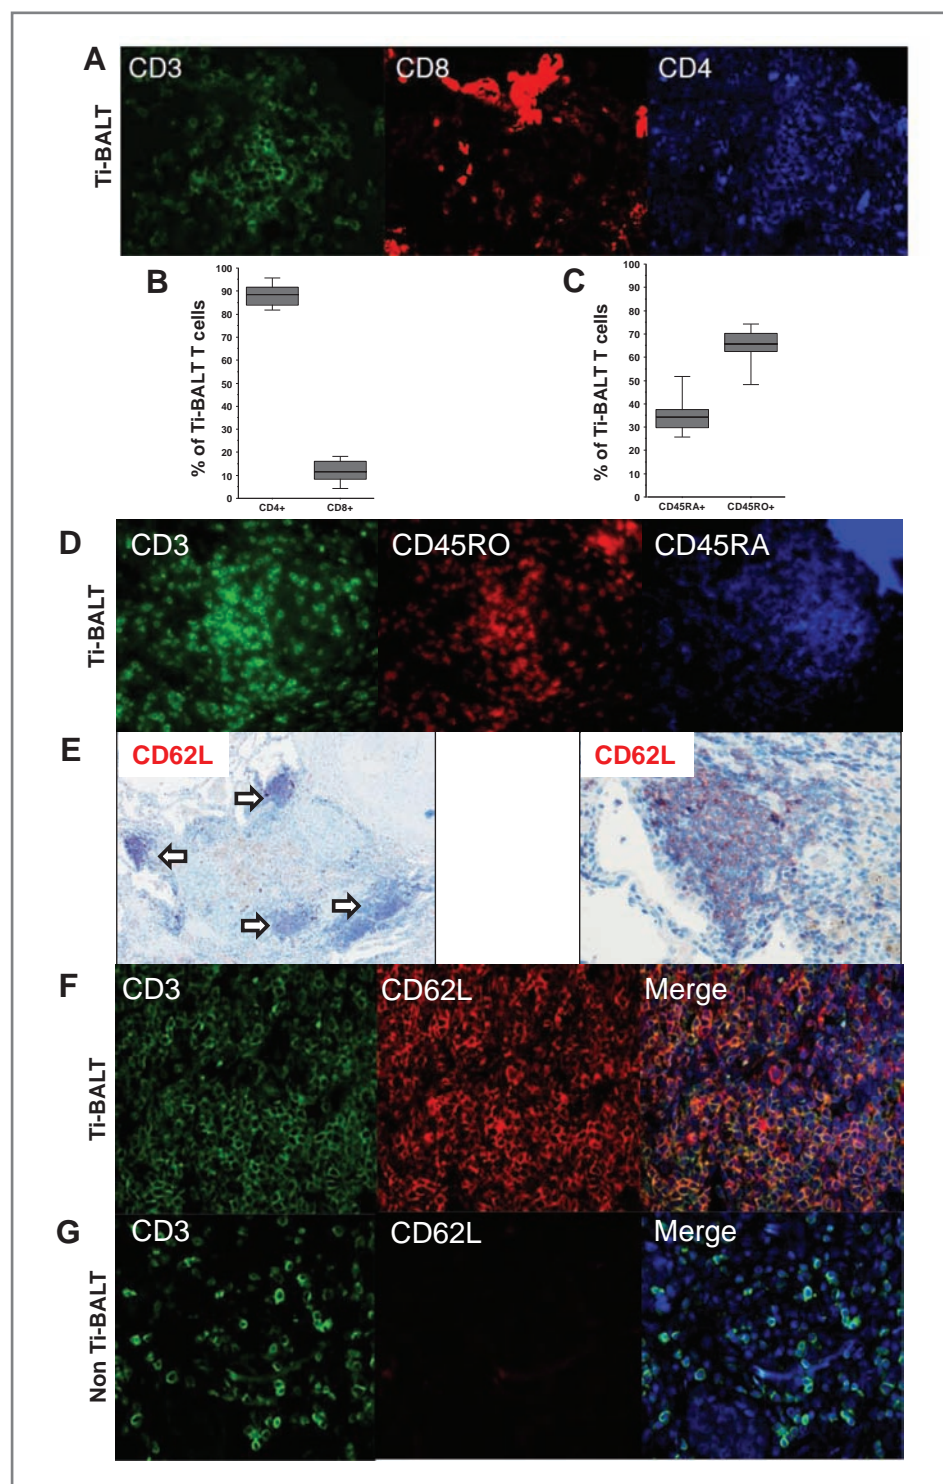 A
CD3
CD8
CD4
Ti-BALT
B
% of Ti-BALT T cells
100
90
80
70
60
50
40
30
20
10
0
CD4+
CD8+
C
% of Ti-BALT T cells
100
90
80
70
60
50
40
30
20
10
0
CD45RA+
CD45RO+
D
CD3
CD45RO
CD45RA
Ti-BALT
E
CD62L
CD62L
F
CD3
CD62L
Merge
Ti-BALT
G
CD3
CD62L
Merge
Non Ti-BALT